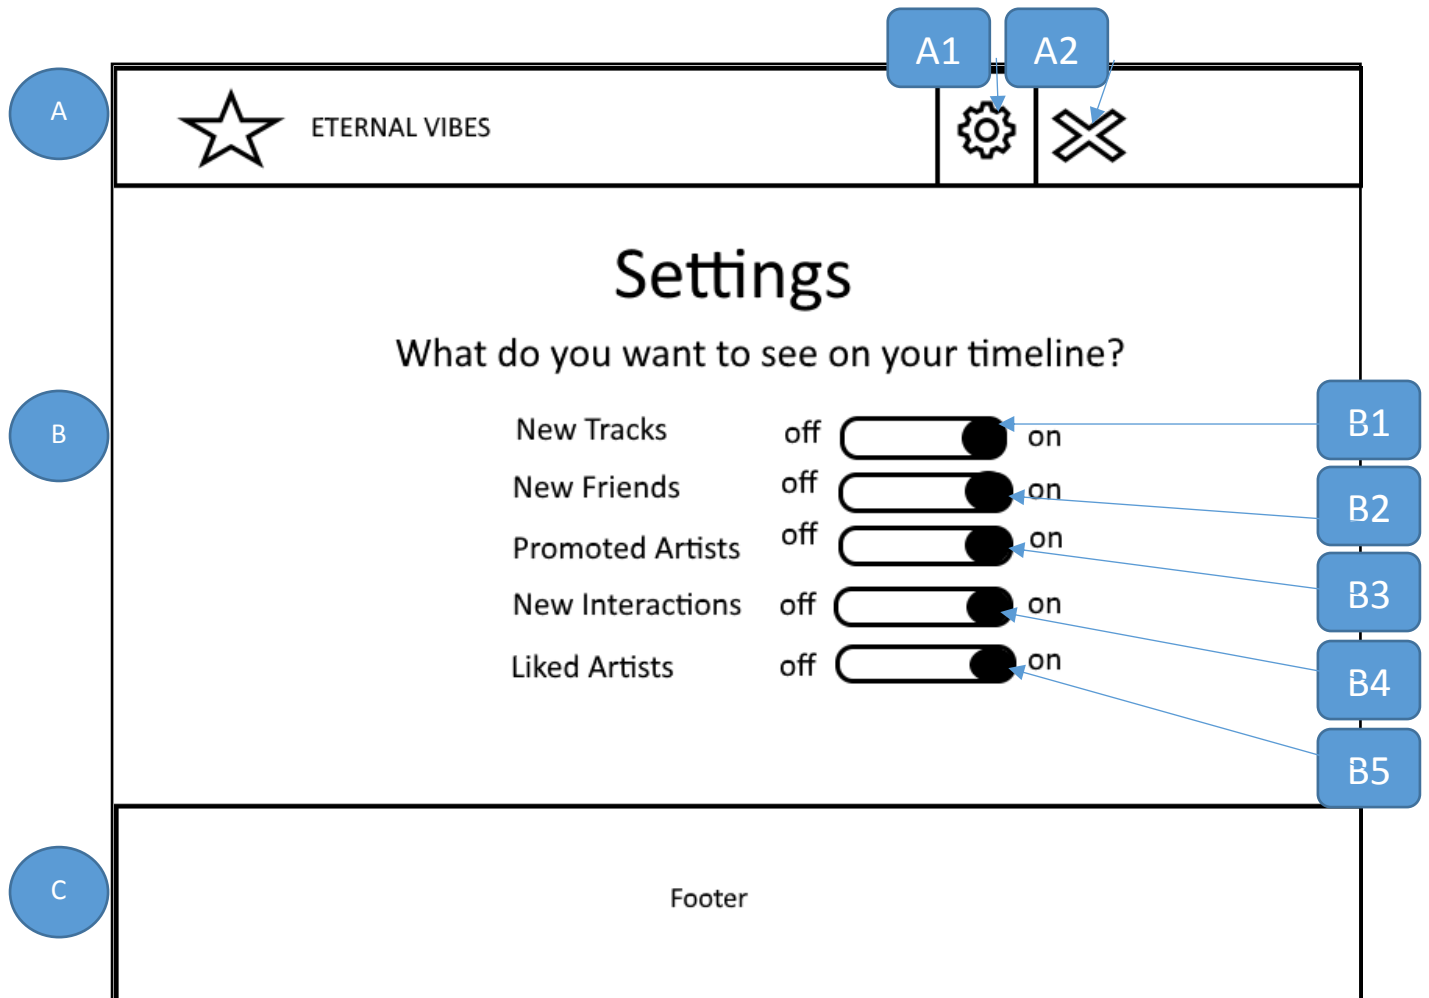 A1 A2
A
ETERNAL VIBES
Settings
What do you want to see on your timeline?
B
New Tracks off on B1
New Friends off on B2
Promoted Artists off on B3
New Interactions off on B4
Liked Artists off on B5
C
Footer